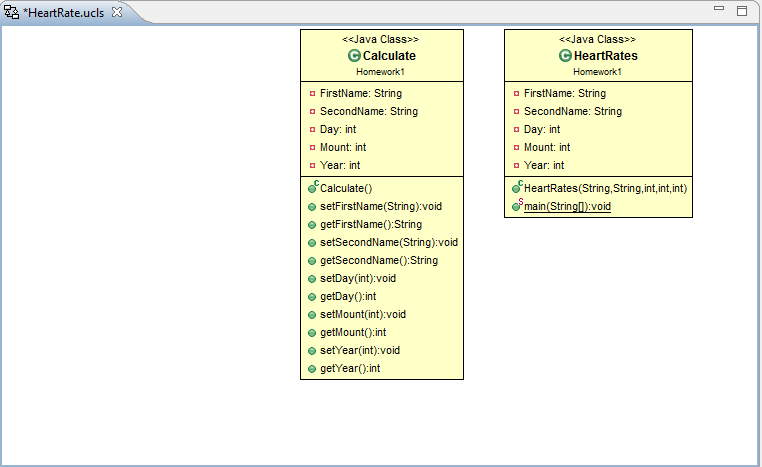 *HeartRate.ucls
<<Java Class>>
Calculate
Homework1
FirstName: String
SecondName: String
Day: int
Mount: int
Year: int
Calculate()
setFirstName(String):void
getFirstName():String
setSecondName(String):void
getSecondName():String
setDay(int):void
getDay():int
setMount(int):void
getMount():int
setYear(int):void
getYear():int
<<Java Class>>
HeartRates
Homework1
FirstName: String
SecondName: String
Day: int
Mount: int
Year: int
HeartRates(String,String,int,int,int)
main(String[]):void